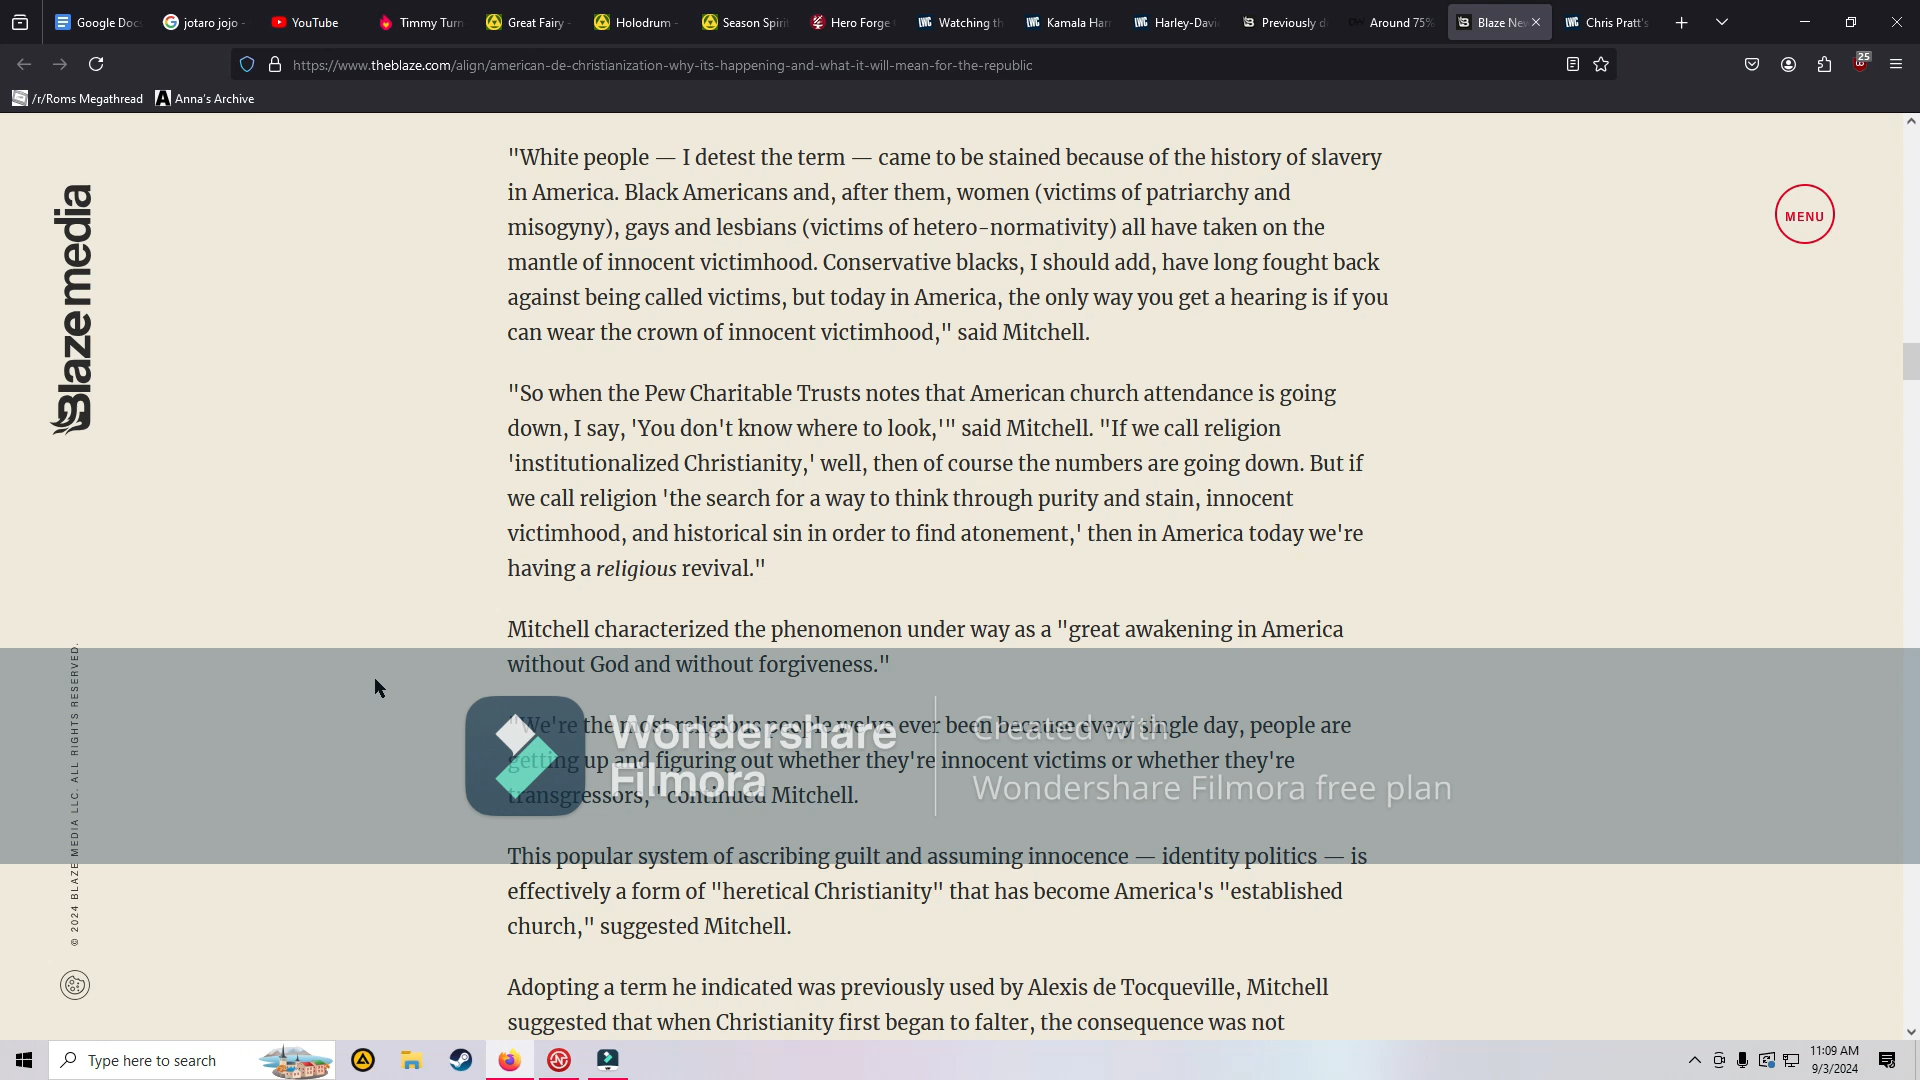 Google Doc
jotaro jojo -
YouTube
Timmy Turn
Great Fairy -
Holodrum -
Season Spirit
Hero Forge
Watching th
Kamala Har
Harley-Davi
Previously d
Around 75%
Blaze New
Chris Pratt's
https://www.theblaze.com/align/american-de-christianization-why-its-happening-and-what-it-will-mean-for-the-republic
25
/r/Roms Megathread
Anna's Archive
Blaze media
MENU
"White people — I detest the term — came to be stained because of the history of slavery
in America. Black Americans and, after them, women (victims of patriarchy and
misogyny), gays and lesbians (victims of hetero-normativity) all have taken on the
mantle of innocent victimhood. Conservative blacks, I should add, have long fought back
against being called victims, but today in America, the only way you get a hearing is if you
can wear the crown of innocent victimhood," said Mitchell.
"So when the Pew Charitable Trusts notes that American church attendance is going
down, I say, 'You don't know where to look,'" said Mitchell. "If we call religion
'institutionalized Christianity,' well, then of course the numbers are going down. But if
we call religion 'the search for a way to think through purity and stain, innocent
victimhood, and historical sin in order to find atonement,' then in America today we're
having a religious revival."
Mitchell characterized the phenomenon under way as a "great awakening in America
without God and without forgiveness."
"We're the most religious people we've ever been because every single day, people are
getting up and figuring out whether they're innocent victims or whether they're
transgressors," continued Mitchell.
Wondershare
Filmora
Created with
Wondershare Filmora free plan
This popular system of ascribing guilt and assuming innocence — identity politics — is
effectively a form of "heretical Christianity" that has become America's "established
church," suggested Mitchell.
Adopting a term he indicated was previously used by Alexis de Tocqueville, Mitchell
suggested that when Christianity first began to falter, the consequence was not
© 2024 BLAZE MEDIA LLC. ALL RIGHTS RESERVED.
Type here to search
11:09 AM
9/3/2024